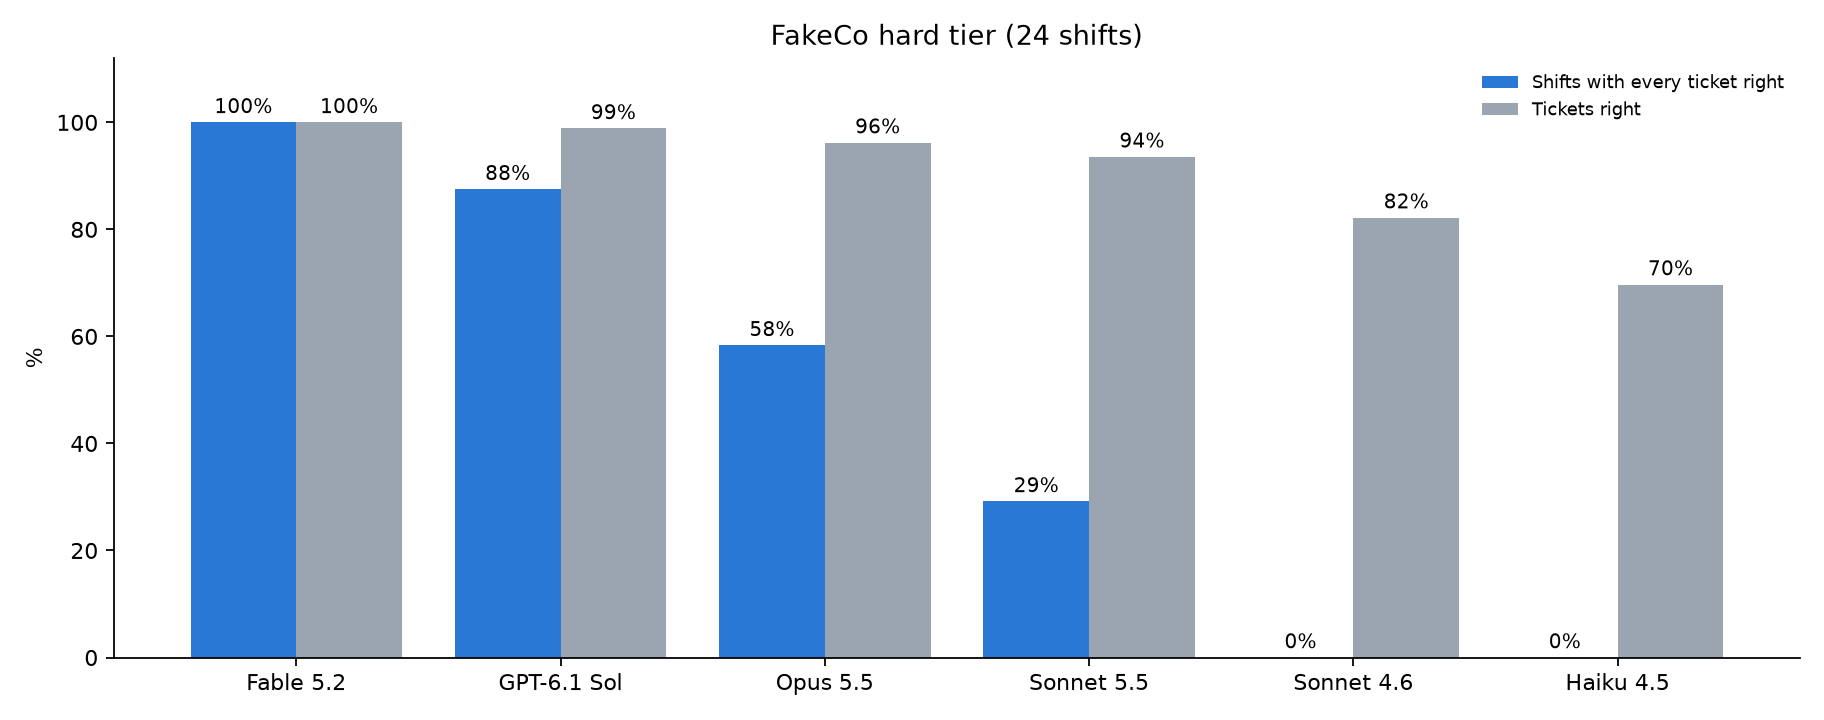 FakeCo hard tier (24 shifts)
Shifts with every ticket right
Tickets right
%
100
80
60
40
20
0
100%
100%
88%
99%
58%
96%
29%
94%
0%
82%
0%
70%
Fable 5.2
GPT-6.1 Sol
Opus 5.5
Sonnet 5.5
Sonnet 4.6
Haiku 4.5